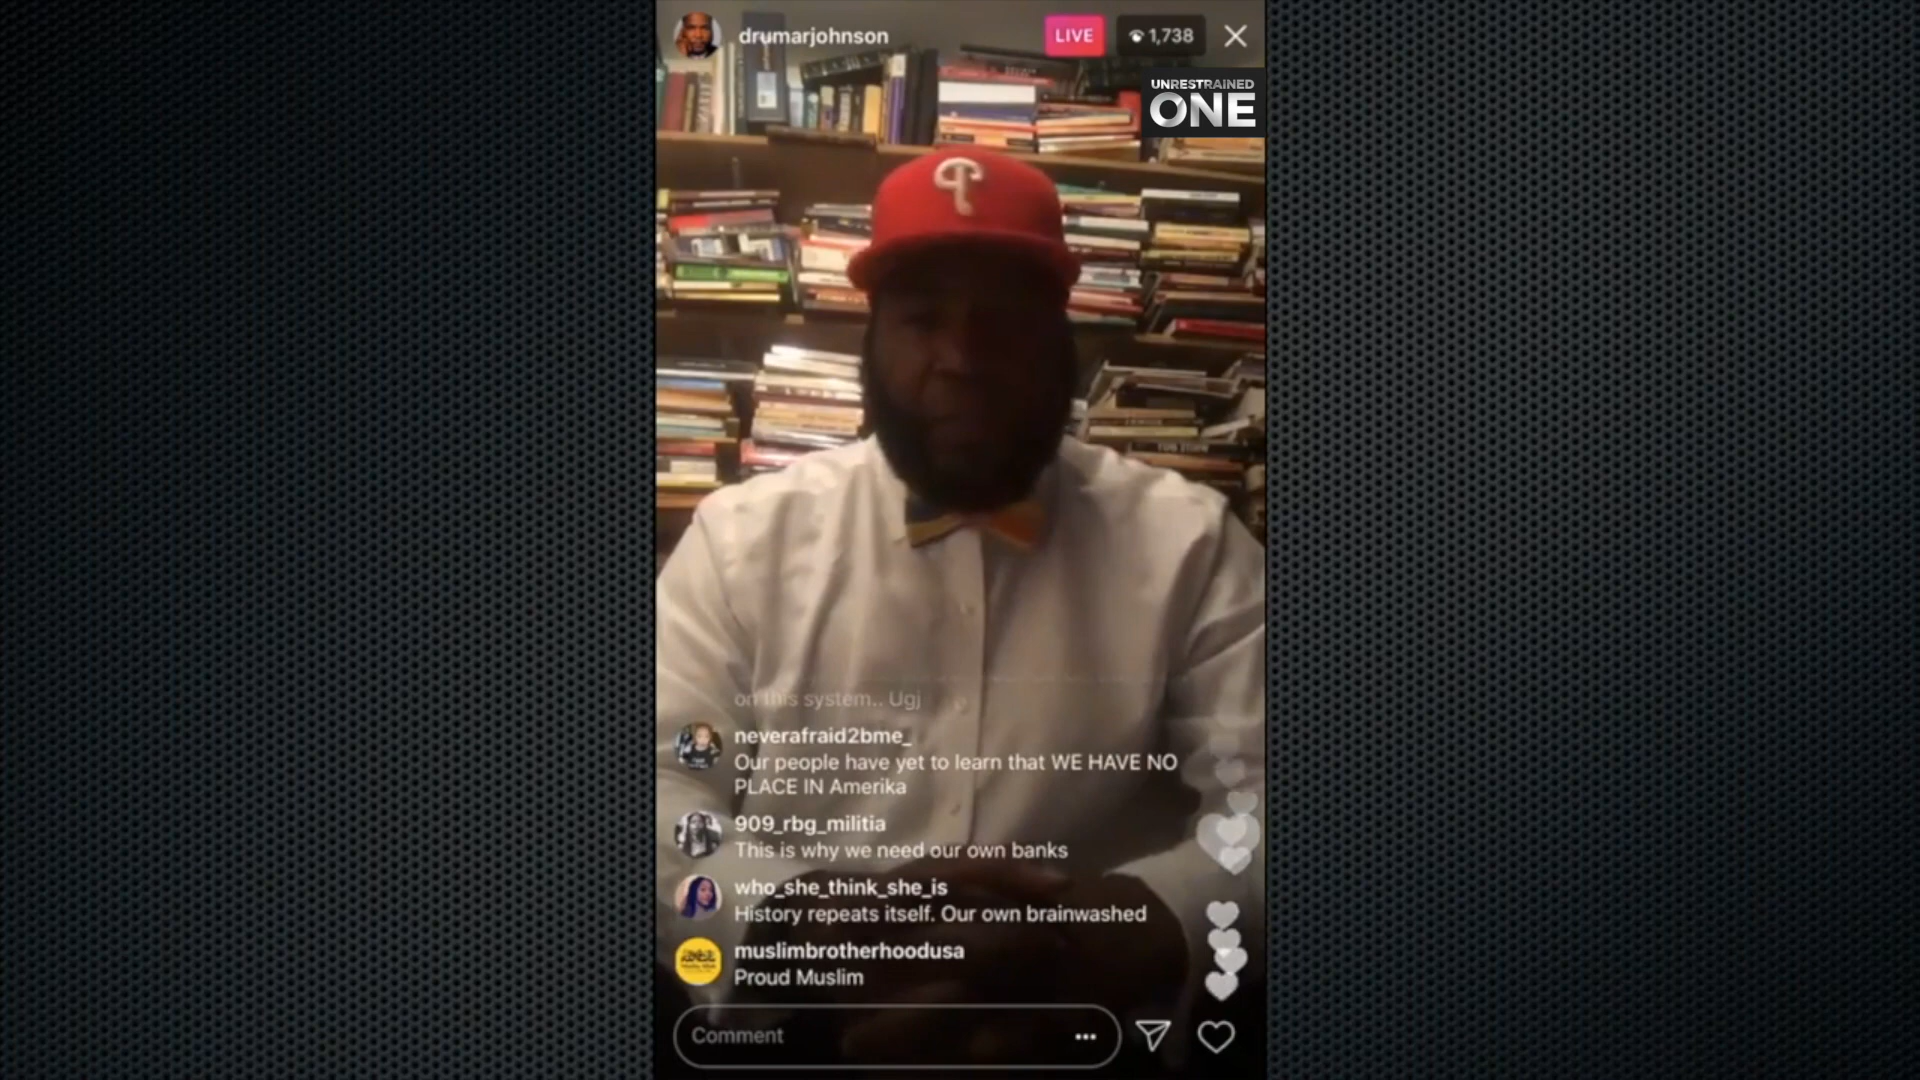 drumarjohnson
LIVE
1,738
UNRESTRAINED
ONE
P
on this system.. Ugj
neverafraid2bme_
Our people have yet to learn that WE HAVE NO
PLACE IN Amerika
909_rbg_militia
This is why we need our own banks
who_she_think_she_is
History repeats itself. Our own brainwashed
muslimbrotherhoodusa
Proud Muslim
Comment